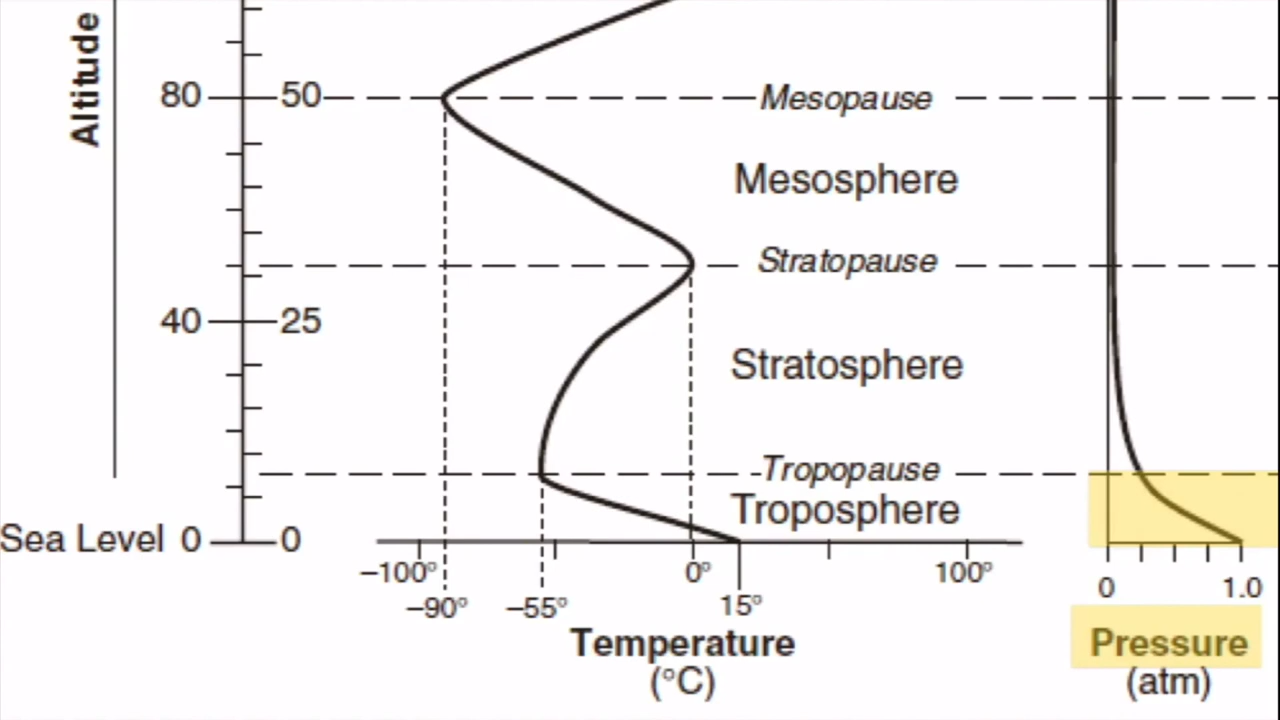 Altitude
80 50 Mesopause
Mesosphere
Stratopause
40 25
Stratosphere
Tropopause
Troposphere
Sea Level 0 0
–100° 0° 100° 0 1.0
–90° –55° 15°
Temperature Pressure
(°C) (atm)